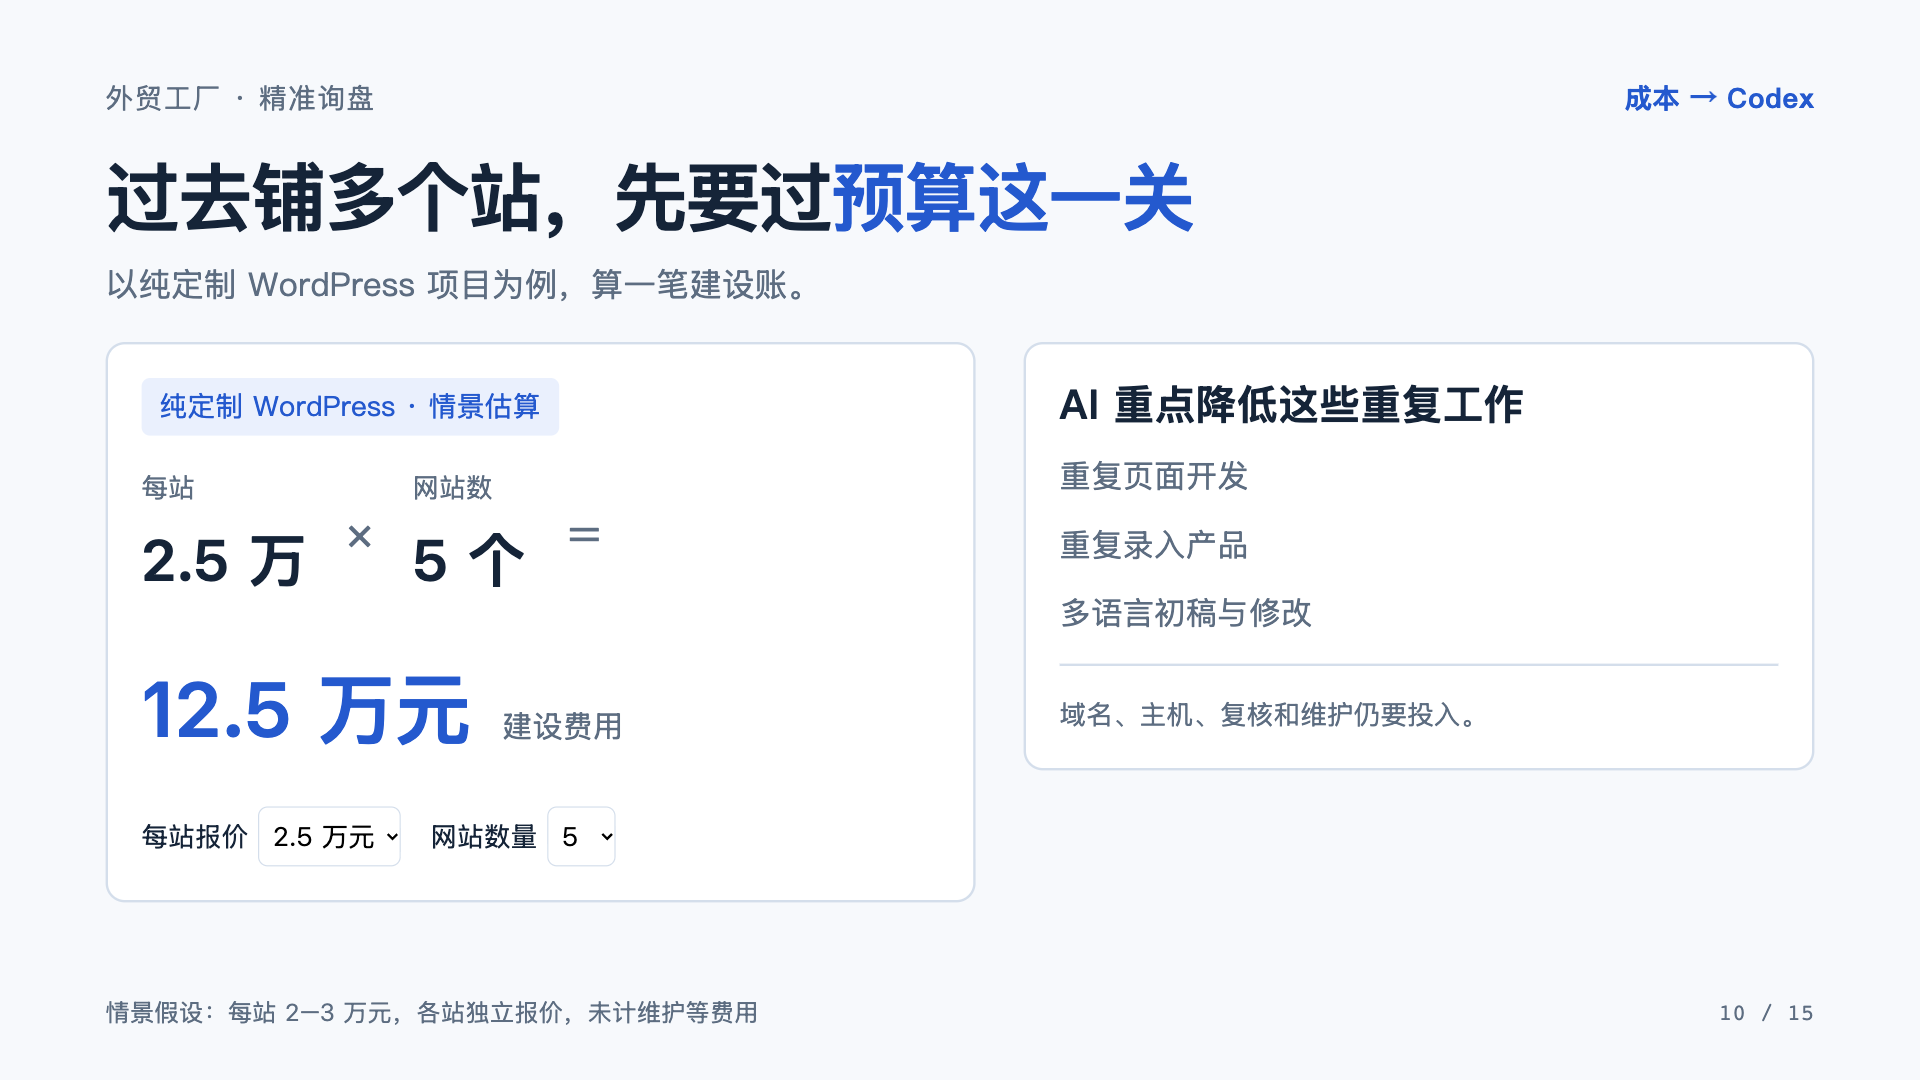 外贸工厂 · 精准询盘
成本 → Codex
过去铺多个站，先要过预算这一关
以纯定制 WordPress 项目为例，算一笔建设账。
纯定制 WordPress · 情景估算
每站
2.5 万
×
网站数
5 个
=
12.5 万元 建设费用
每站报价 2.5 万元 网站数量 5
AI 重点降低这些重复工作
重复页面开发
重复录入产品
多语言初稿与修改
域名、主机、复核和维护仍要投入。
情景假设：每站 2—3 万元，各站独立报价，未计维护等费用
10 / 15